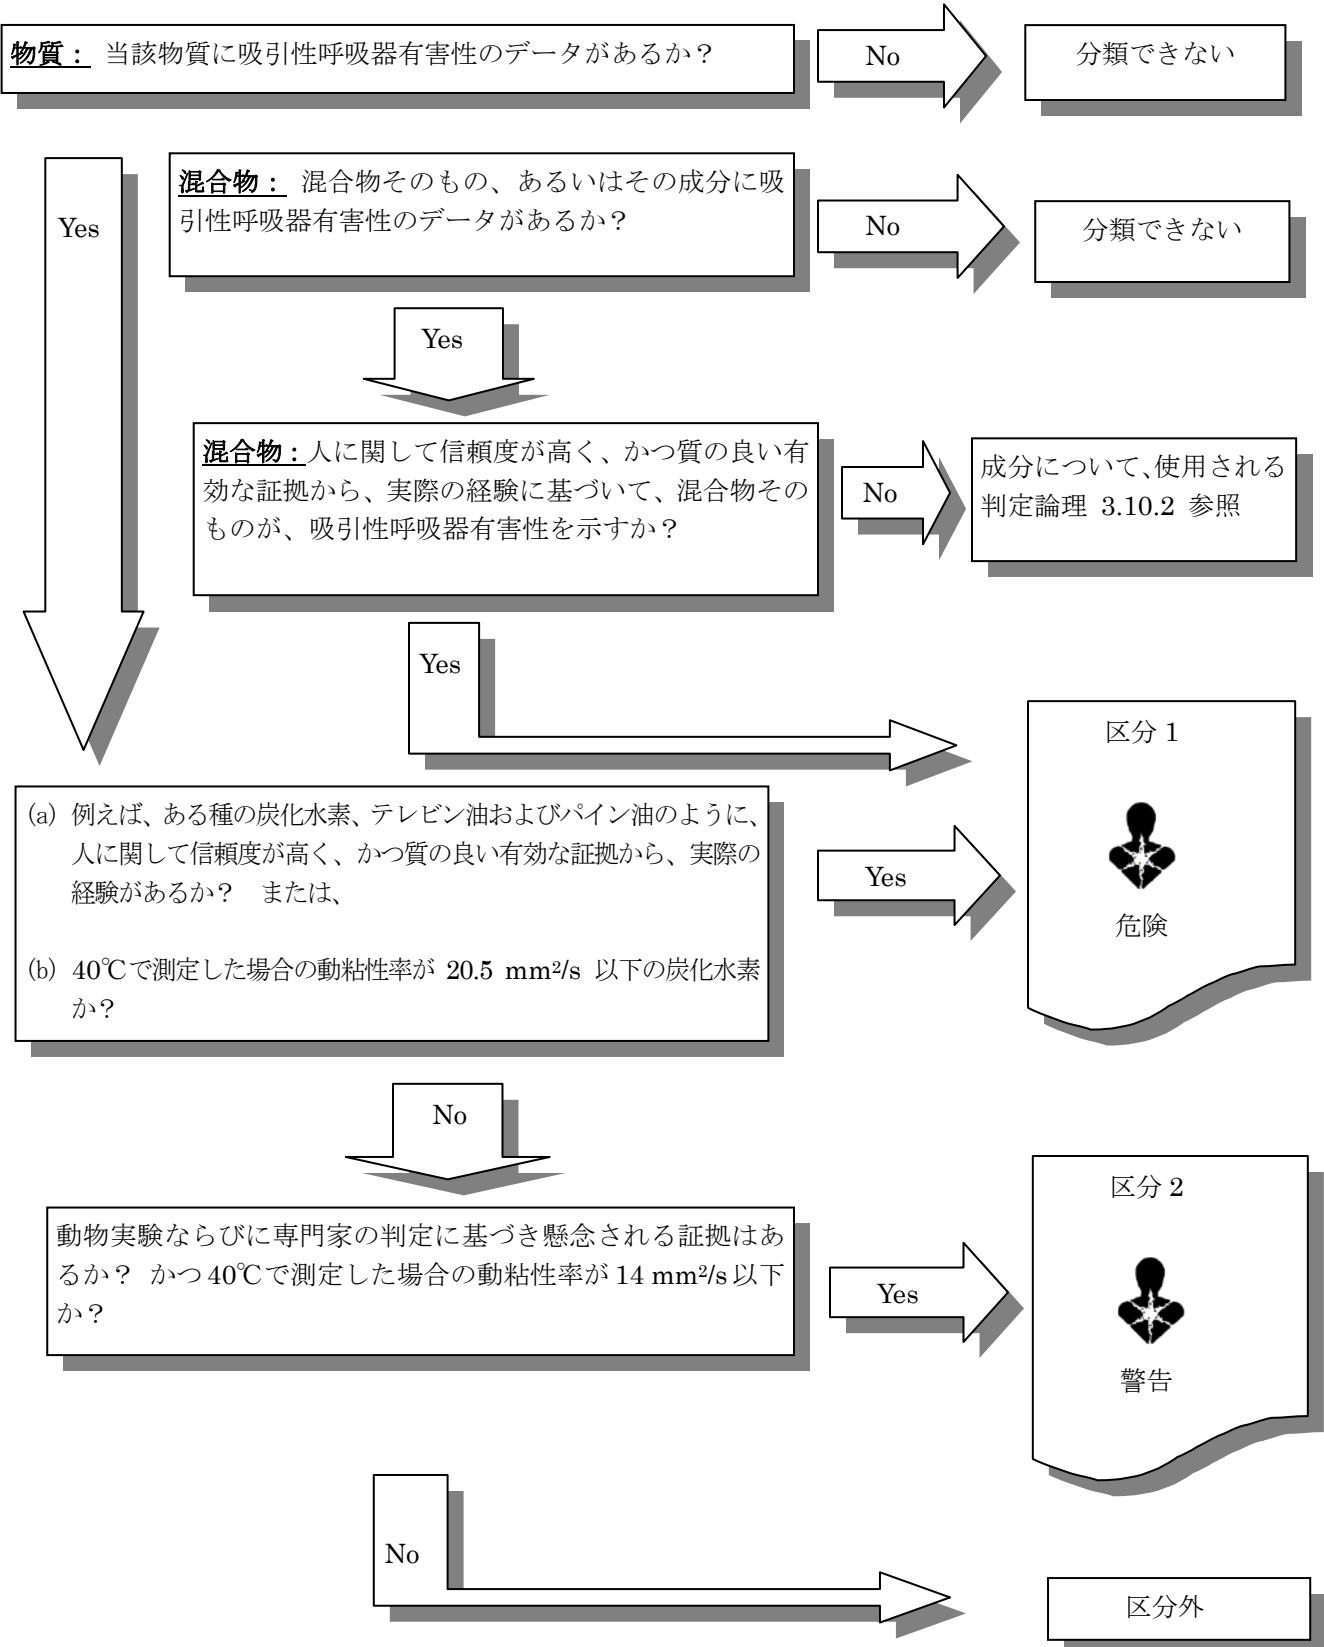 物質： 当該物質に吸引性呼吸器有害性のデータがあるか？
No
分類できない
Yes
混合物： 混合物そのもの、あるいはその成分に吸
引性呼吸器有害性のデータがあるか？
No
分類できない
Yes
混合物：人に関して信頼度が高く、かつ質の良い有
効な証拠から、実際の経験に基づいて、混合物その
ものが、吸引性呼吸器有害性を示すか？
No
成分について、使用される
判定論理 3.10.2 参照
Yes
区分 1
危険
(a) 例えば、ある種の炭化水素、テレビン油およびパイン油のように、
人に関して信頼度が高く、かつ質の良い有効な証拠から、実際の
経験があるか？ または、
(b) 40℃で測定した場合の動粘性率が 20.5 mm²/s 以下の炭化水素
か？
Yes
No
動物実験ならびに専門家の判定に基づき懸念される証拠はあ
るか？ かつ 40℃で測定した場合の動粘性率が 14 mm²/s 以下
か？
Yes
区分 2
警告
No
区分外